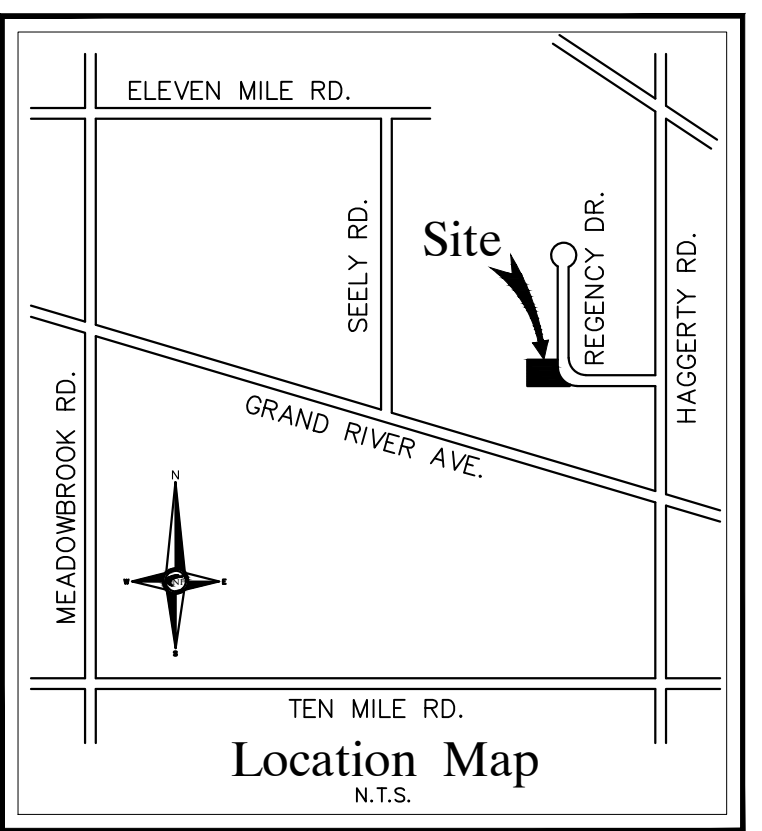 ELEVEN MILE RD.
SEELY RD.
Site
REGENCY DR.
HAGGERTY RD.
GRAND RIVER AVE.
MEADOWBROOK RD.
N
W
E
S
TEN MILE RD.
Location Map
N.T.S.